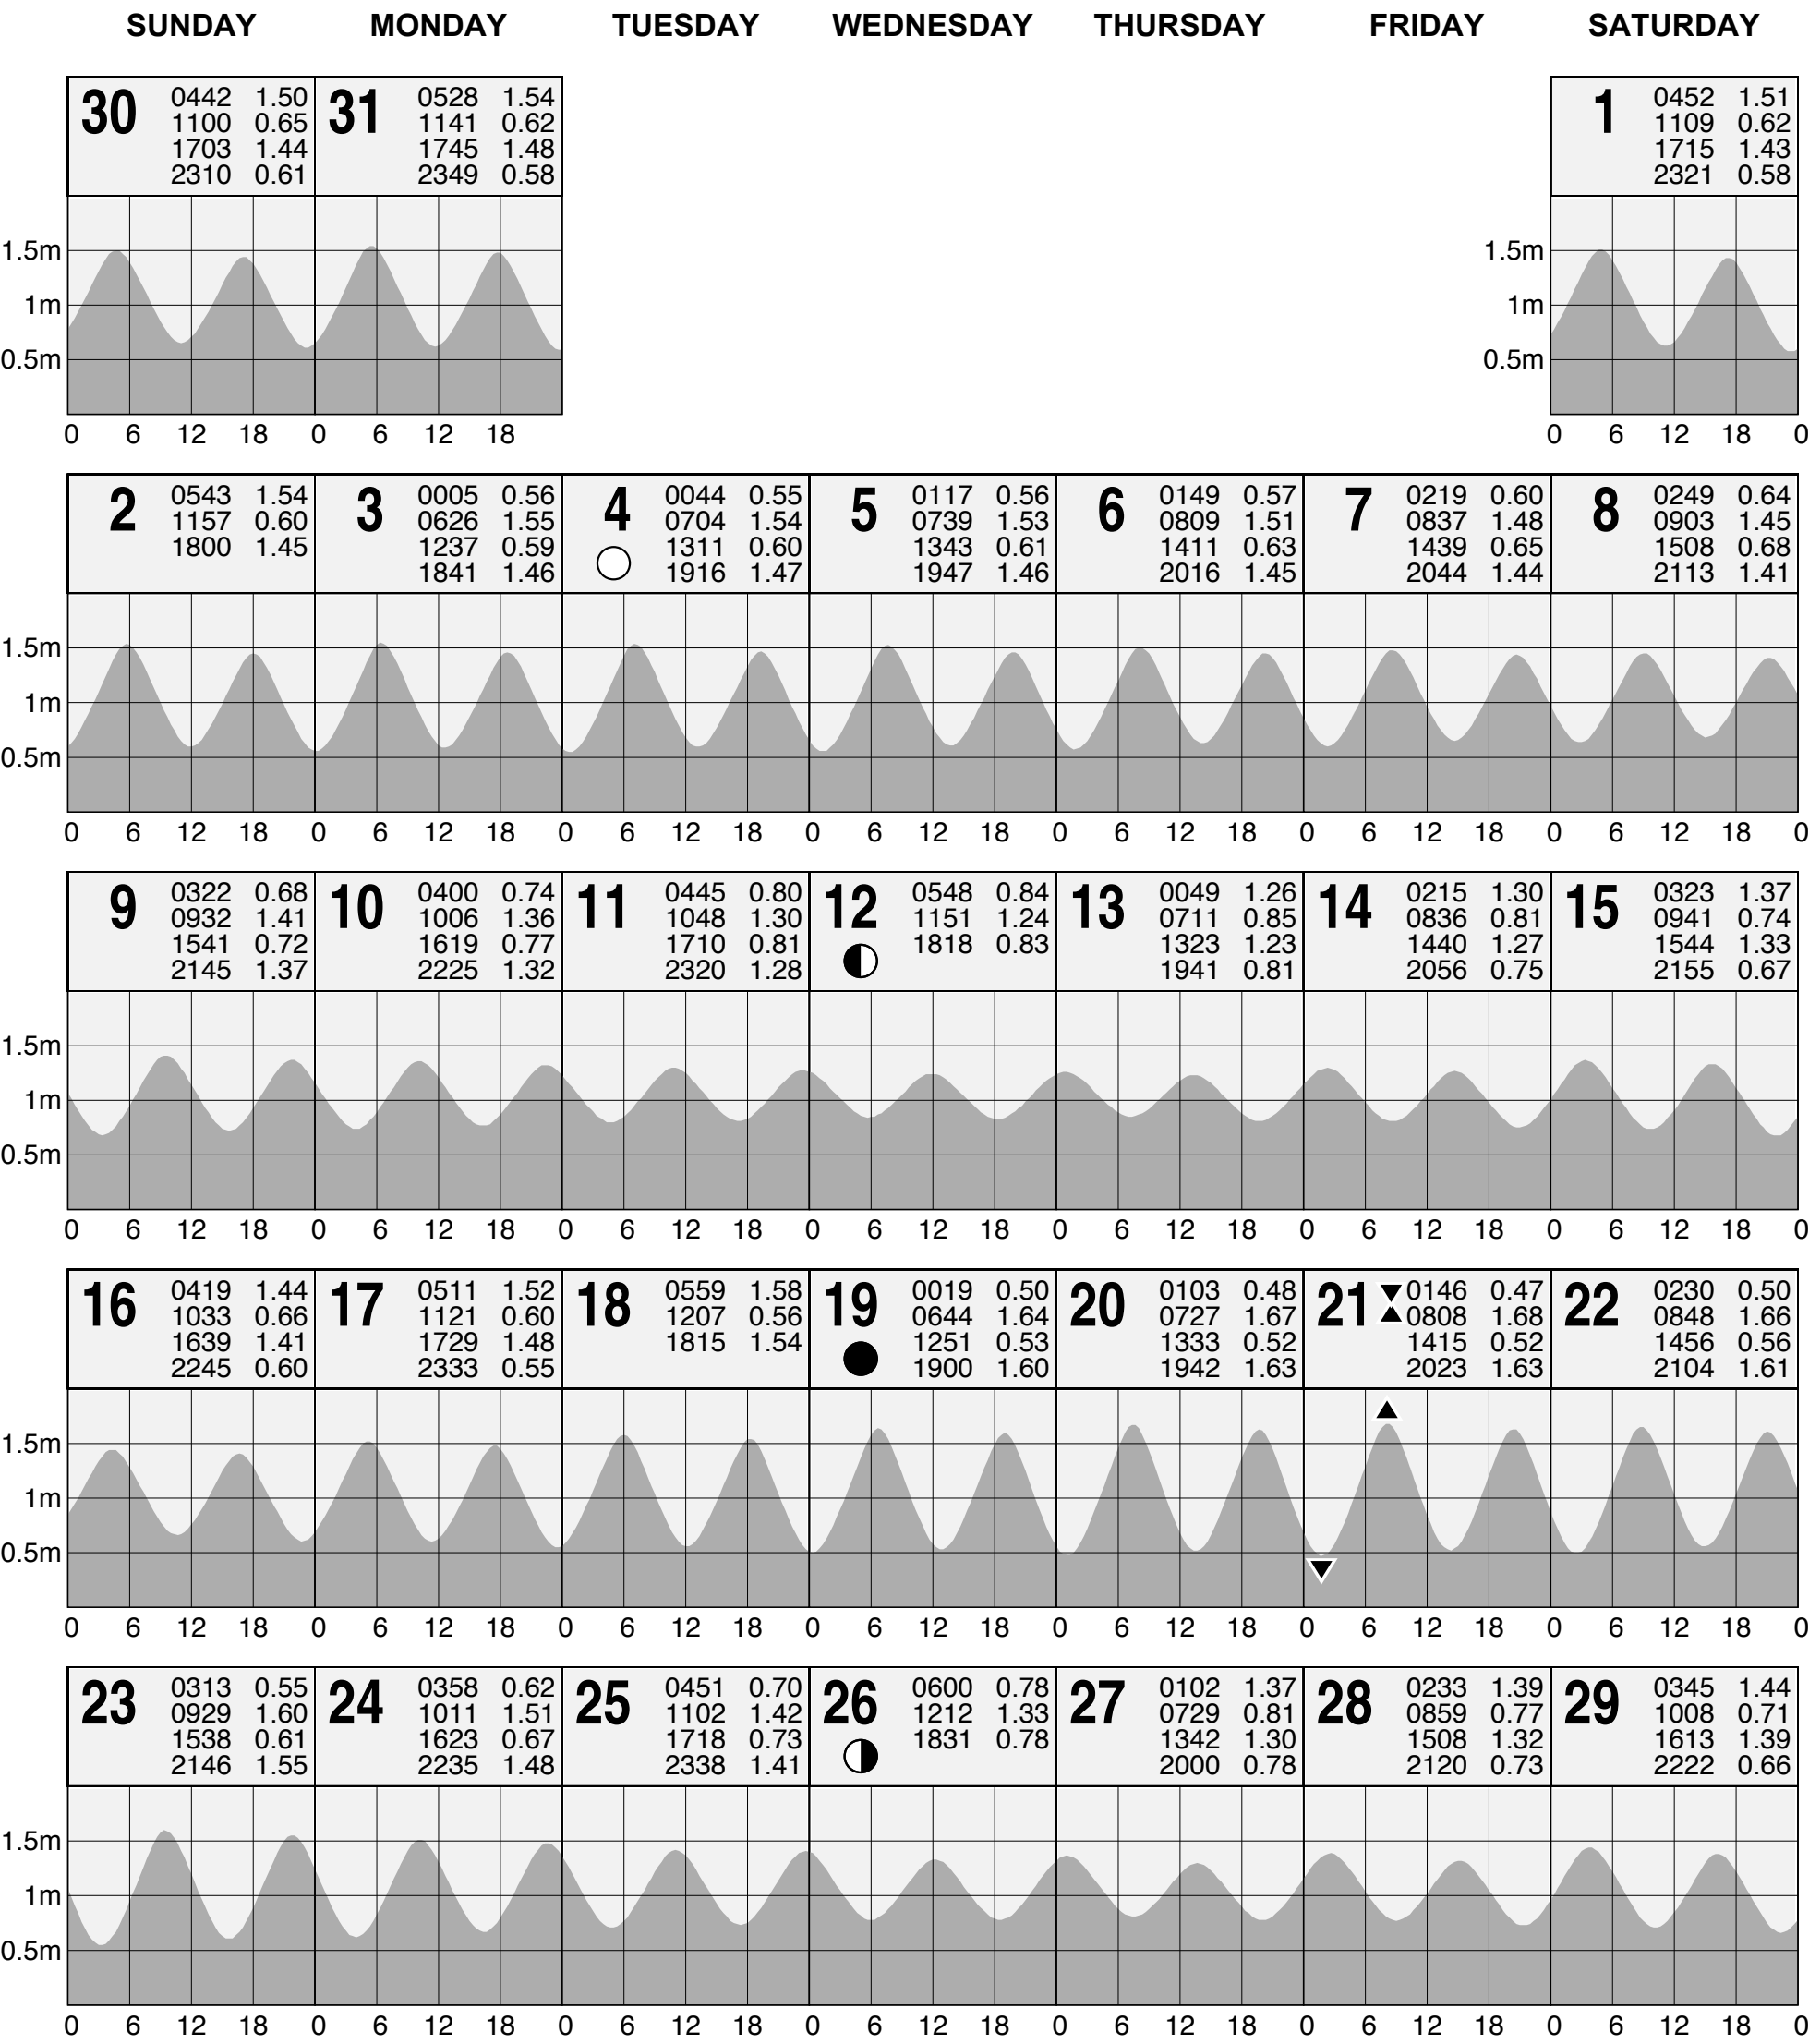 SUNDAY MONDAY TUESDAY WEDNESDAY THURSDAY FRIDAY SATURDAY
30 0442 1.50
1100 0.65
1703 1.44
2310 0.61
31 0528 1.54
1141 0.62
1745 1.48
2349 0.58
1 0452 1.51
1109 0.62
1715 1.43
2321 0.58
1.5m 1.5m
1m 1m
0.5m 0.5m
0 6 12 18 0 6 12 18 0 6 12 18 0
2 0543 1.54
1157 0.60
1800 1.45
3 0005 0.56
0626 1.55
1237 0.59
1841 1.46
4 0044 0.55
0704 1.54
1311 0.60
1916 1.47
5 0117 0.56
0739 1.53
1343 0.61
1947 1.46
6 0149 0.57
0809 1.51
1411 0.63
2016 1.45
7 0219 0.60
0837 1.48
1439 0.65
2044 1.44
8 0249 0.64
0903 1.45
1508 0.68
2113 1.41
1.5m
1m
0.5m
0 6 12 18 0 6 12 18 0 6 12 18 0 6 12 18 0 6 12 18 0 6 12 18 0 6 12 18 0
9 0322 0.68
0932 1.41
1541 0.72
2145 1.37
10 0400 0.74
1006 1.36
1619 0.77
2225 1.32
11 0445 0.80
1048 1.30
1710 0.81
2320 1.28
12 0548 0.84
1151 1.24
1818 0.83
13 0049 1.26
0711 0.85
1323 1.23
1941 0.81
14 0215 1.30
0836 0.81
1440 1.27
2056 0.75
15 0323 1.37
0941 0.74
1544 1.33
2155 0.67
1.5m
1m
0.5m
0 6 12 18 0 6 12 18 0 6 12 18 0 6 12 18 0 6 12 18 0 6 12 18 0 6 12 18 0
16 0419 1.44
1033 0.66
1639 1.41
2245 0.60
17 0511 1.52
1121 0.60
1729 1.48
2333 0.55
18 0559 1.58
1207 0.56
1815 1.54
19 0019 0.50
0644 1.64
1251 0.53
1900 1.60
20 0103 0.48
0727 1.67
1333 0.52
1942 1.63
21 0146 0.47
0808 1.68
1415 0.52
2023 1.63
22 0230 0.50
0848 1.66
1456 0.56
2104 1.61
1.5m
1m
0.5m
0 6 12 18 0 6 12 18 0 6 12 18 0 6 12 18 0 6 12 18 0 6 12 18 0 6 12 18 0
23 0313 0.55
0929 1.60
1538 0.61
2146 1.55
24 0358 0.62
1011 1.51
1623 0.67
2235 1.48
25 0451 0.70
1102 1.42
1718 0.73
2338 1.41
26 0600 0.78
1212 1.33
1831 0.78
27 0102 1.37
0729 0.81
1342 1.30
2000 0.78
28 0233 1.39
0859 0.77
1508 1.32
2120 0.73
29 0345 1.44
1008 0.71
1613 1.39
2222 0.66
1.5m
1m
0.5m
0 6 12 18 0 6 12 18 0 6 12 18 0 6 12 18 0 6 12 18 0 6 12 18 0 6 12 18 0